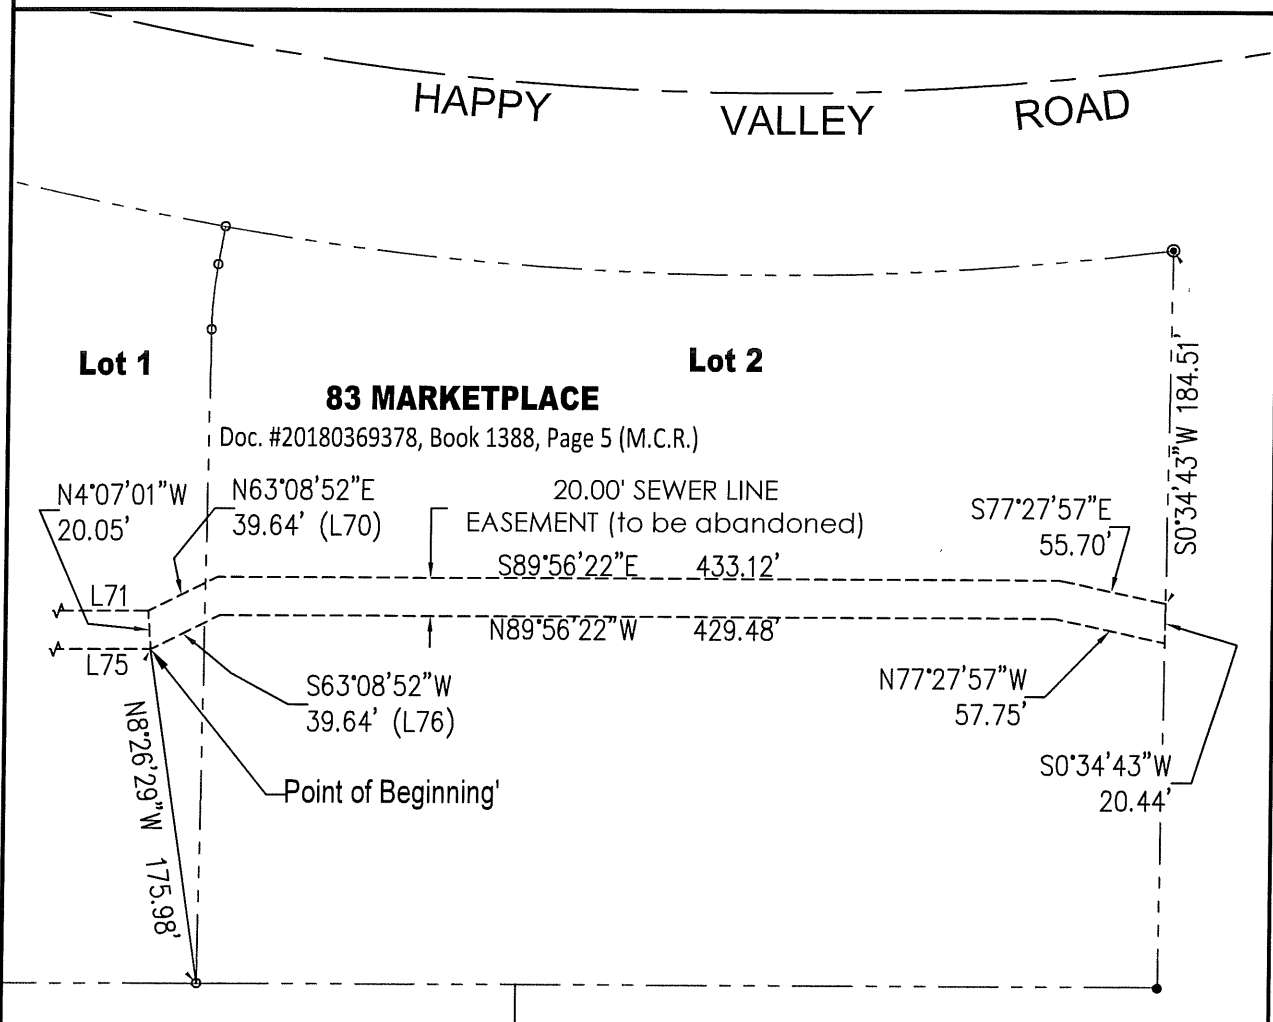 HAPPY VALLEY ROAD
Lot 1
Lot 2
83 MARKETPLACE
Doc. #20180369378, Book 1388, Page 5 (M.C.R.)
S0°34'43"W 184.51'
N4°07'01"W
20.05'
N63°08'52"E
39.64' (L70)
20.00' SEWER LINE
EASEMENT (to be abandoned)
S77°27'57"E
55.70'
S89°56'22"E 433.12'
L71
N89°56'22"W 429.48'
L75
S63°08'52"W
39.64' (L76)
N77°27'57"W
57.75'
N8°26'29"W 175.98'
Point of Beginning'
S0°34'43"W
20.44'